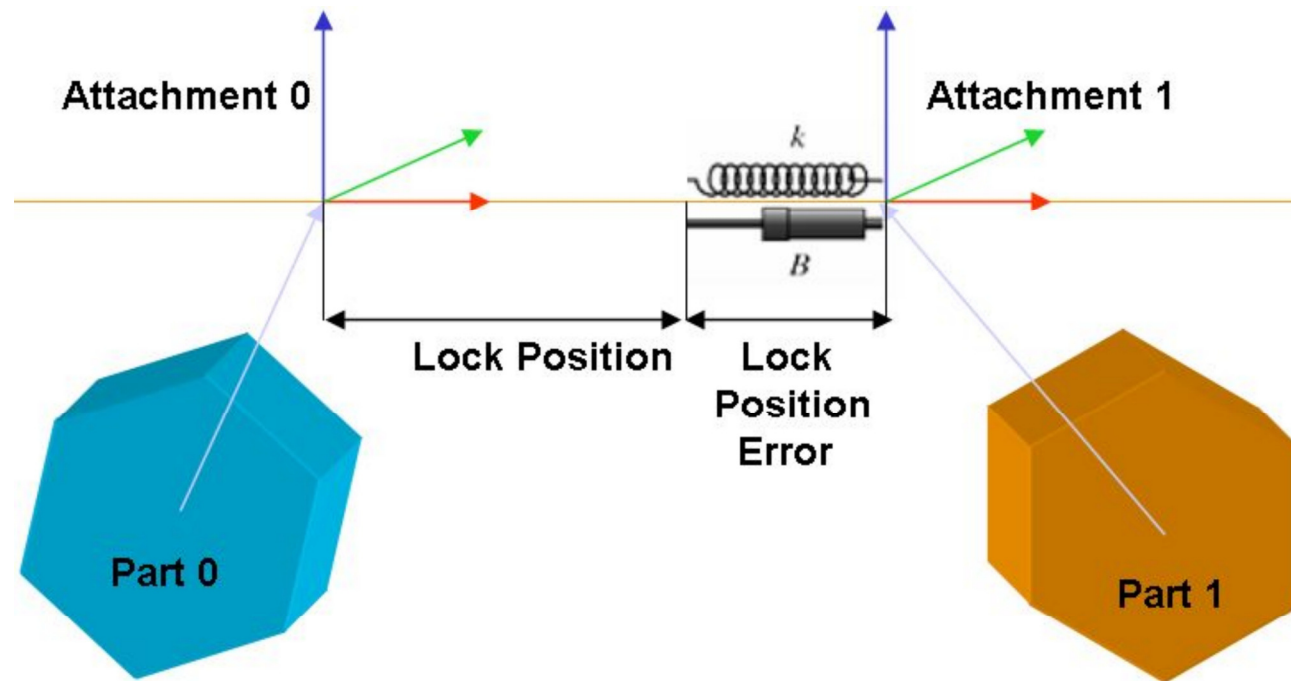 Attachment 0
Attachment 1
k
B
Lock Position
Lock
Position
Error
Part 0
Part 1